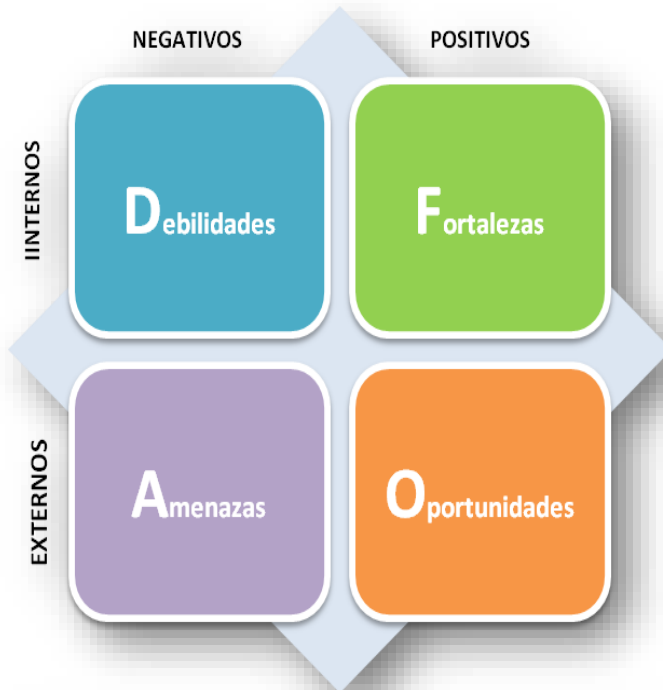 NEGATIVOS
POSITIVOS
IINTERNOS
Debilidades
Fortalezas
EXTERNOS
Amenazas
Oportunidades